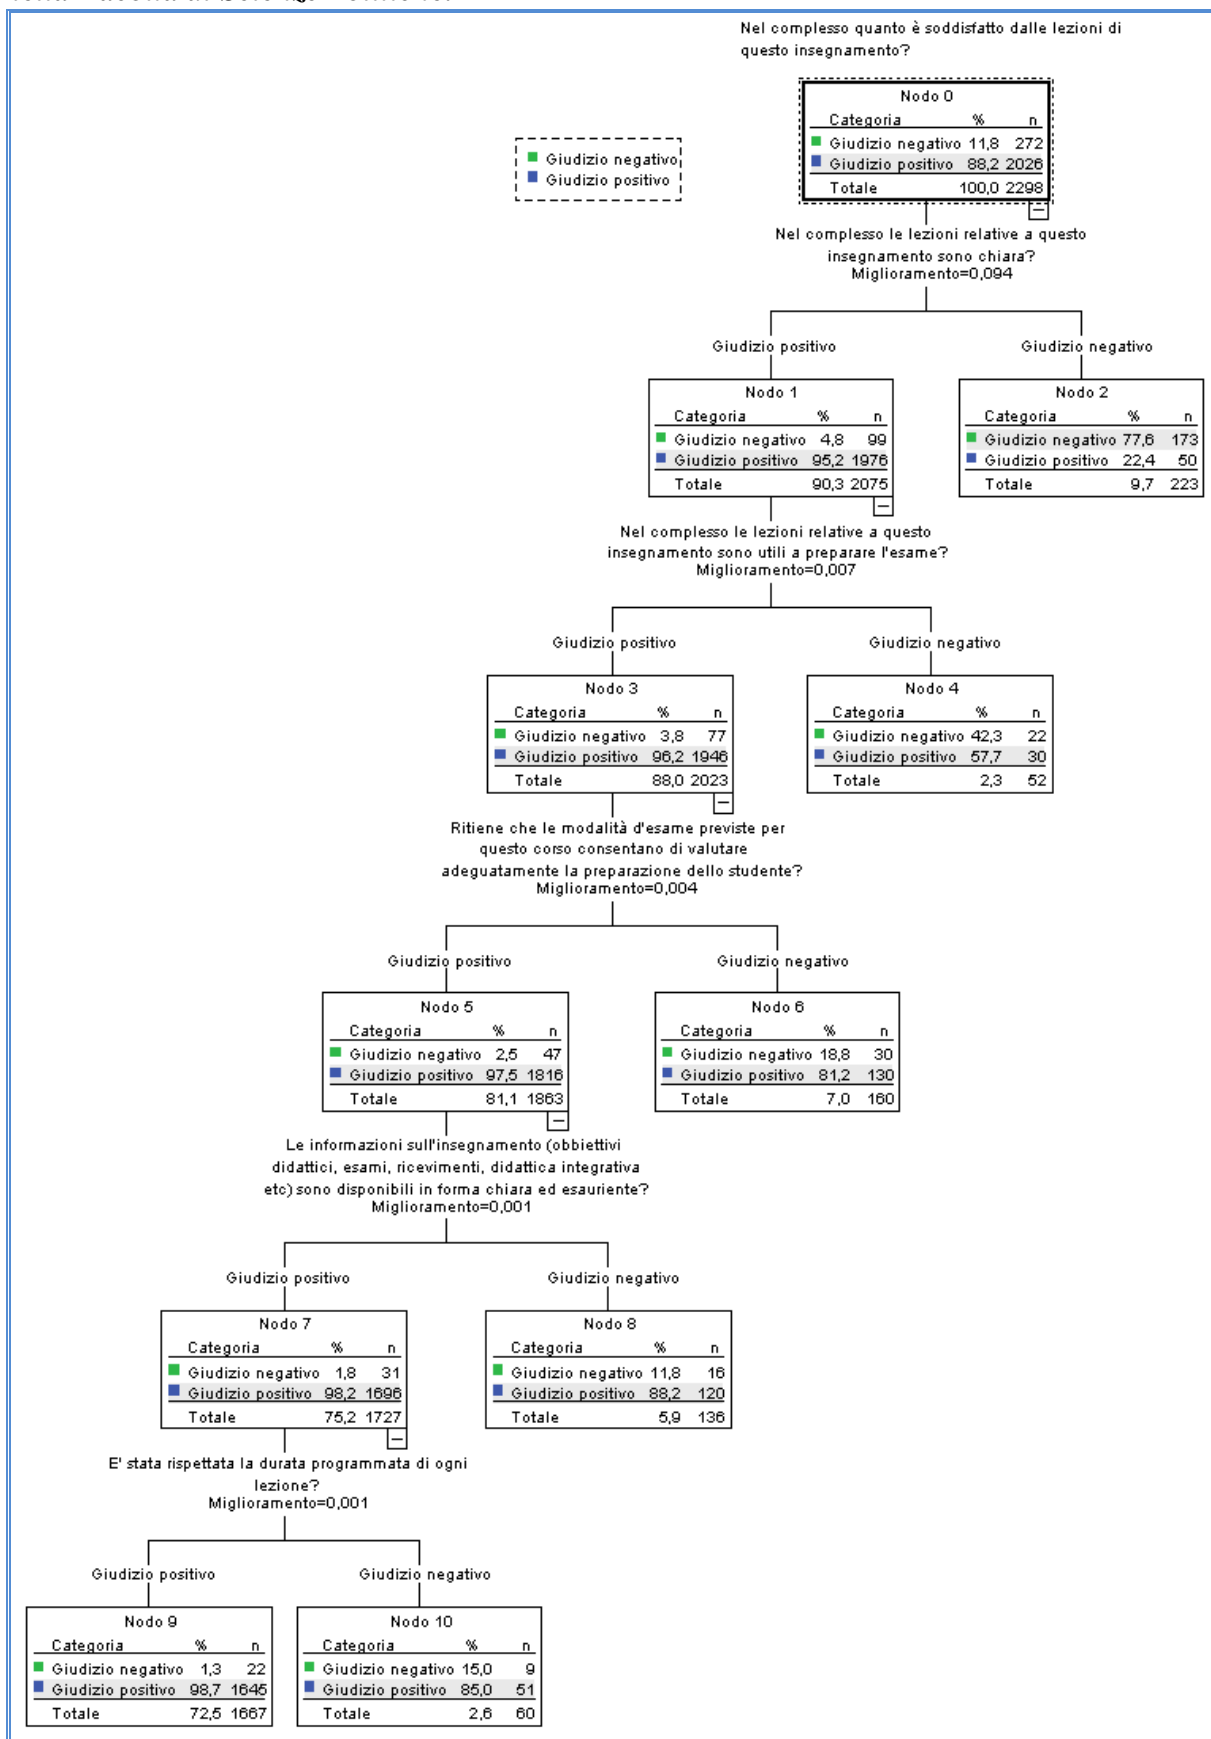 Nel complesso quanto è soddisfatto dalle lezioni di
questo insegnamento?
Nodo 0
Categoria % n
Giudizio negativo 11,8 272
Giudizio positivo 88,2 2026
Totale 100,0 2298
Giudizio negativo
Giudizio positivo
Nel complesso le lezioni relative a questo
insegnamento sono chiara?
Miglioramento=0,094
Giudizio positivo
Giudizio negativo
Nodo 1
Categoria % n
Giudizio negativo 4,8 99
Giudizio positivo 95,2 1976
Totale 90,3 2075
Nodo 2
Categoria % n
Giudizio negativo 77,6 173
Giudizio positivo 22,4 50
Totale 9,7 223
Nel complesso le lezioni relative a questo
insegnamento sono utili a preparare l'esame?
Miglioramento=0,007
Giudizio positivo
Giudizio negativo
Nodo 3
Categoria % n
Giudizio negativo 3,8 77
Giudizio positivo 96,2 1946
Totale 88,0 2023
Nodo 4
Categoria % n
Giudizio negativo 42,3 22
Giudizio positivo 57,7 30
Totale 2,3 52
Ritiene che le modalità d'esame previste per
questo corso consentano di valutare
adeguatamente la preparazione dello studente?
Miglioramento=0,004
Giudizio positivo
Giudizio negativo
Nodo 5
Categoria % n
Giudizio negativo 2,5 47
Giudizio positivo 97,5 1816
Totale 81,1 1863
Nodo 6
Categoria % n
Giudizio negativo 18,8 30
Giudizio positivo 81,2 130
Totale 7,0 160
Le informazioni sull'insegnamento (obbiettivi
didattici, esami, ricevimenti, didattica integrativa
etc) sono disponibili in forma chiara ed esauriente?
Miglioramento=0,001
Giudizio positivo
Giudizio negativo
Nodo 7
Categoria % n
Giudizio negativo 1,8 31
Giudizio positivo 98,2 1696
Totale 75,2 1727
Nodo 8
Categoria % n
Giudizio negativo 11,8 16
Giudizio positivo 88,2 120
Totale 5,9 136
E' stata rispettata la durata programmata di ogni
lezione?
Miglioramento=0,001
Giudizio positivo
Giudizio negativo
Nodo 9
Categoria % n
Giudizio negativo 1,3 22
Giudizio positivo 98,7 1645
Totale 72,5 1667
Nodo 10
Categoria % n
Giudizio negativo 15,0 9
Giudizio positivo 85,0 51
Totale 2,6 60